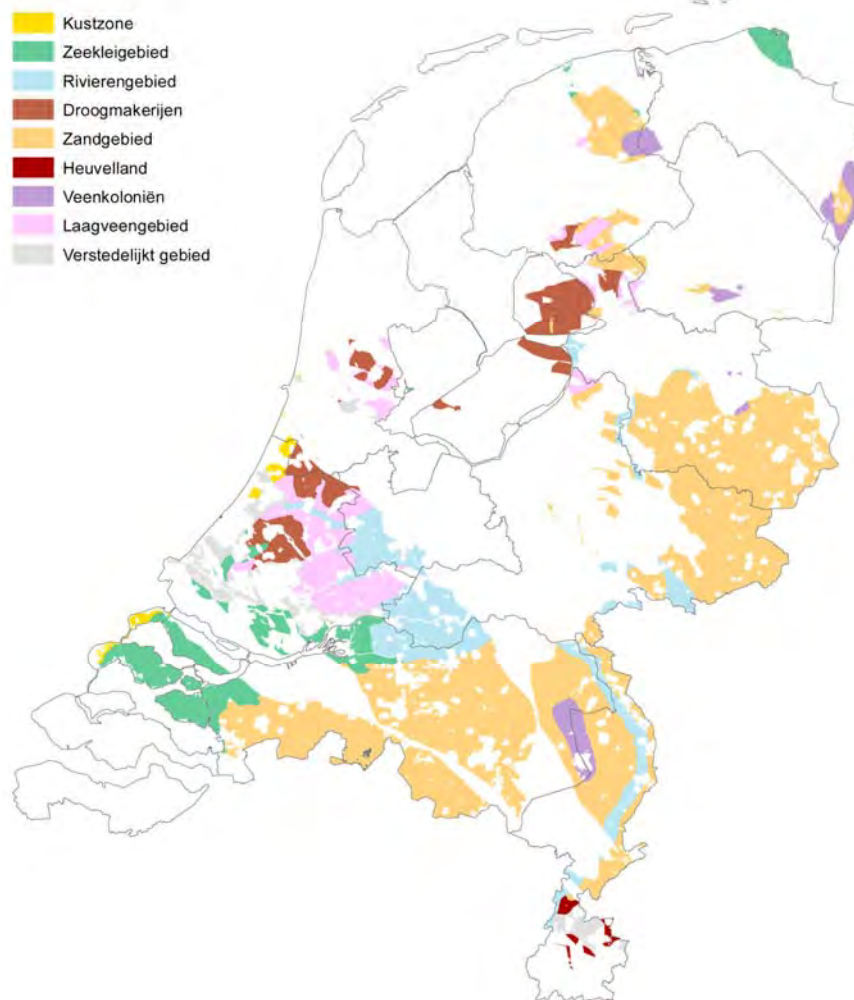 Kustzone
Zeekleigebied
Rivierengebied
Droogmakerijen
Zandgebied
Heuvelland
Veenkoloniën
Laagveengebied
Verstedelijkt gebied